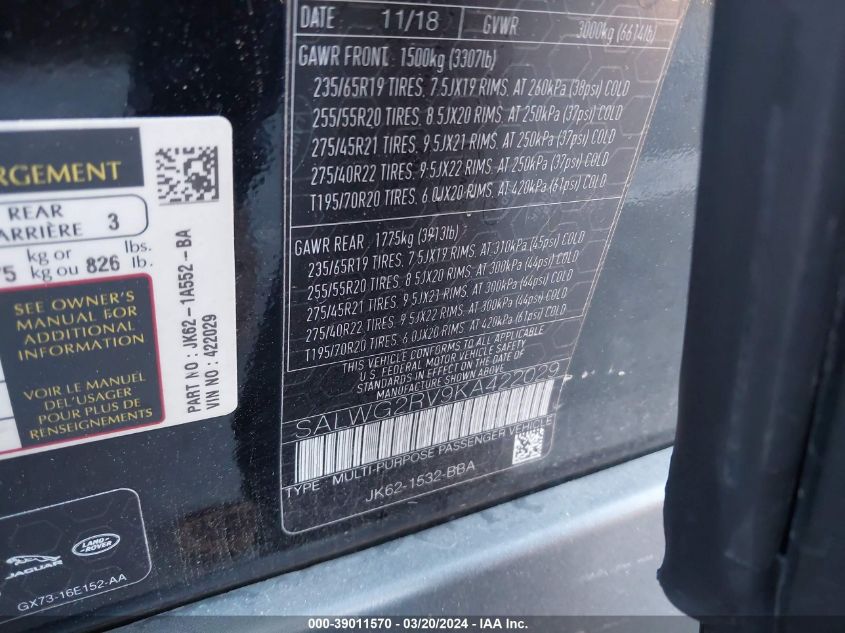 DATE 11/18 GVWR 3000kg (6614lb)
GAWR FRONT 1500kg (3307lb)
235/65R19 TIRES, 7.5JX19 RIMS, AT 260kPa (38psi) COLD
255/55R20 TIRES, 8.5JX20 RIMS, AT 250kPa (37psi) COLD
275/45R21 TIRES, 9.5JX21 RIMS, AT 250kPa (37psi) COLD
275/40R22 TIRES, 9.5JX22 RIMS, AT 250kPa (37psi) COLD
T195/70R20 TIRES, 6.0JX20 RIMS, AT 420kPa (61psi) COLD
GAWR REAR 1775kg (3913lb)
235/65R19 TIRES, 7.5JX19 RIMS, AT 310kPa (45psi) COLD
255/55R20 TIRES, 8.5JX20 RIMS, AT 300kPa (44psi) COLD
275/45R21 TIRES, 9.5JX21 RIMS, AT 300kPa (44psi) COLD
275/40R22 TIRES, 9.5JX22 RIMS, AT 300kPa (44psi) COLD
T195/70R20 TIRES, 6.0JX20 RIMS, AT 420kPa (61psi) COLD
THIS VEHICLE CONFORMS TO ALL APPLICABLE
U.S. FEDERAL MOTOR VEHICLE SAFETY
STANDARDS IN EFFECT ON THE DATE OF
MANUFACTURE SHOWN ABOVE.
SALWG2RV9KA422029
TYPE MULTI-PURPOSE PASSENGER VEHICLE
JK62-1532-BBA
RGEMENT
REAR
ARRIÈRE 3
kg or lbs.
kg ou 826 lb.
SEE OWNER'S
MANUAL FOR
ADDITIONAL
INFORMATION
VOIR LE MANUEL
DEL'USAGER
POUR PLUS DE
RENSEIGNEMENTS
PART NO : JK62-1A552-BA
VIN NO : 422029
JAGUAR
LAND ROVER
GX73-16E152-AA
000-39011570 - 03/20/2024 - IAA Inc.